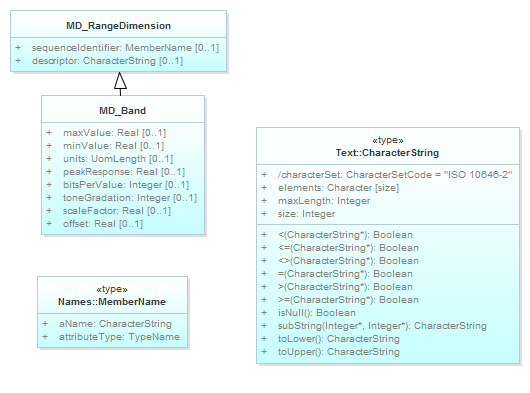 MD_RangeDimension
+ sequenceIdentifier: MemberName [0..1]
+ descriptor: CharacterString [0..1]
MD_Band
+ maxValue: Real [0..1]
+ minValue: Real [0..1]
+ units: UomLength [0..1]
+ peakResponse: Real [0..1]
+ bitsPerValue: Integer [0..1]
+ toneGradation: Integer [0..1]
+ scaleFactor: Real [0..1]
+ offset: Real [0..1]
«type»
Names::MemberName
+ aName: CharacterString
+ attributeType: TypeName
«type»
Text::CharacterString
+ /characterSet: CharacterSetCode = "ISO 10646-2"
+ elements: Character [size]
+ maxLength: Integer
+ size: Integer
+ <(CharacterString*): Boolean
+ <=(CharacterString*): Boolean
+ <>(CharacterString*): Boolean
+ =(CharacterString*): Boolean
+ >(CharacterString*): Boolean
+ >=(CharacterString*): Boolean
+ isNull(): Boolean
+ subString(Integer*, Integer*): CharacterString
+ toLower(): CharacterString
+ toUpper(): CharacterString